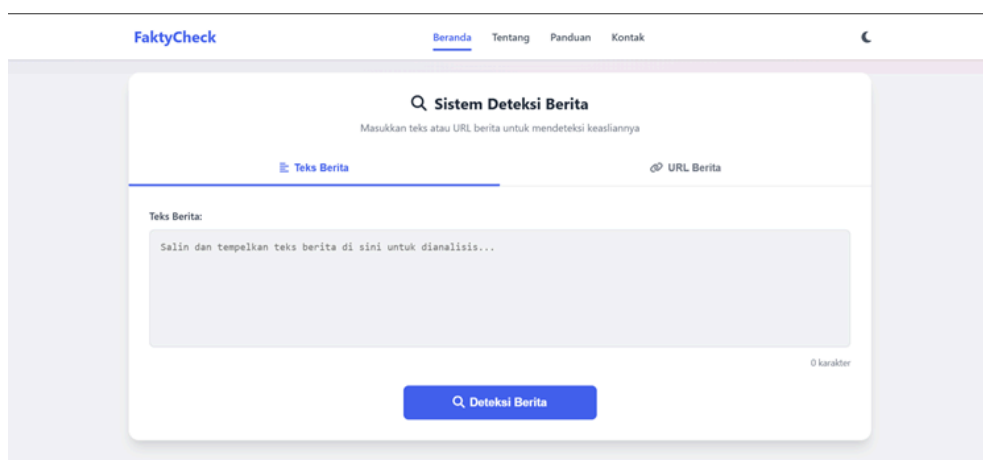 FaktyCheck
Beranda Tentang Panduan Kontak
Sistem Deteksi Berita
Masukkan teks atau URL berita untuk mendeteksi keasliannya
Teks Berita
URL Berita
Teks Berita:
Salin dan tempelkan teks berita di sini untuk dianalisis...
0 karakter
Deteksi Berita